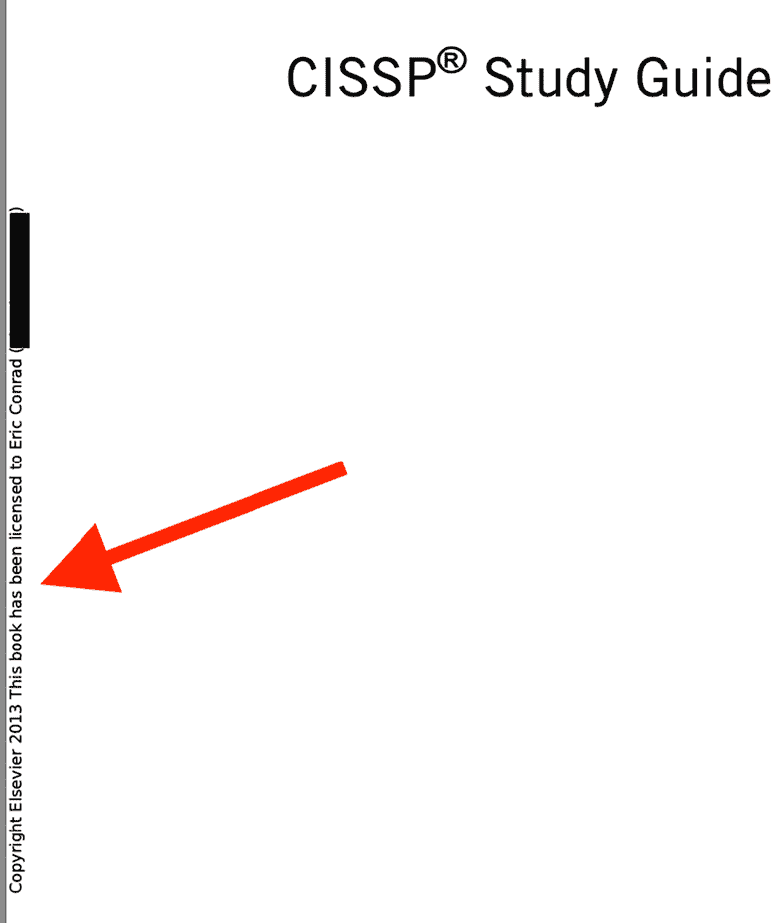 CISSP® Study Guide
Copyright Elsevier 2013 This book has been licensed to Eric Conrad ( )